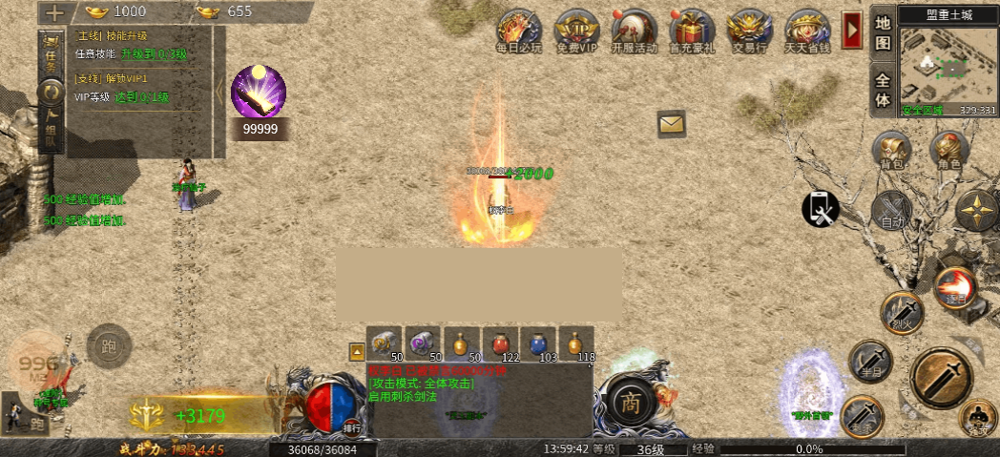 1000
655
每日必玩
免费VIP
开服活动
首充豪礼
交易行
天天省钱
地图
全体
盟重土城
安全区域
329:331
任务
组队
[主线] 技能升级
任意技能 升级到 0/3级
[支线] 解锁VIP1
VIP等级 达到 0/1级
99999
+2000
背包
角色
自动
500 经验值增加.
500 经验值增加.
逐日
烈火
半月
刺杀
跑
996
跑
50
50
50
122
103
118
[攻击模式: 全体攻击]
启用刺杀剑法
商
排行
+3179
战斗力: 133445
36068/36084
13:59:42
等级
36级
经验
0.0%